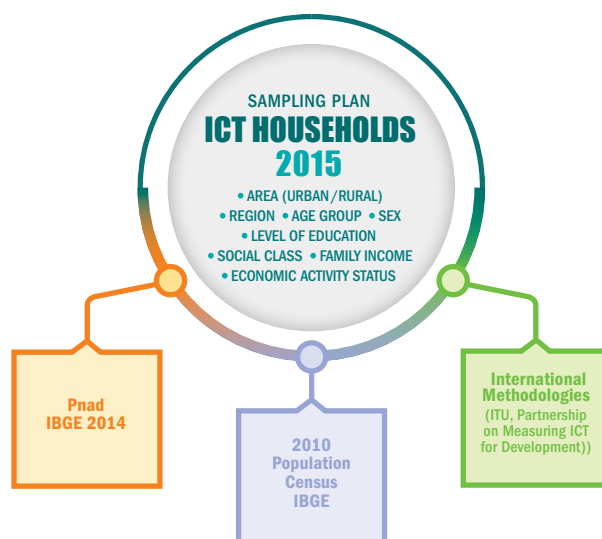 SAMPLING PLAN
ICT HOUSEHOLDS
2015
• AREA (URBAN/RURAL)
• REGION • AGE GROUP • SEX
• LEVEL OF EDUCATION
• SOCIAL CLASS • FAMILY INCOME
• ECONOMIC ACTIVITY STATUS
Pnad
IBGE 2014
2010
Population
Census
IBGE
International
Methodologies
(ITU, Partnership
on Measuring ICT
for Development))